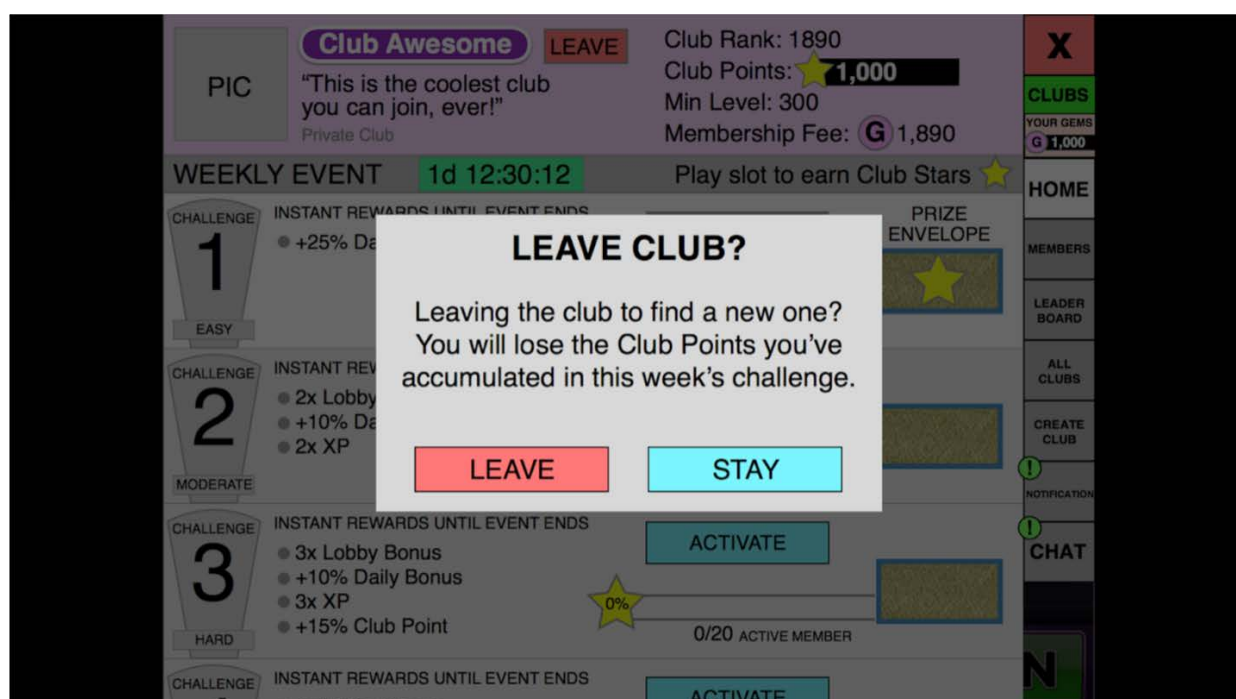 PIC
Club Awesome
LEAVE
“This is the coolest club
you can join, ever!”
Private Club
Club Rank: 1890
Club Points: 1,000
Min Level: 300
Membership Fee: G 1,890
X
CLUBS
YOUR GEMS
G 1,000
HOME
MEMBERS
LEADER
BOARD
ALL
CLUBS
CREATE
CLUB
!
NOTIFICATION
!
CHAT
N
WEEKLY EVENT
1d 12:30:12
Play slot to earn Club Stars
CHALLENGE
1
EASY
INSTANT REWARDS UNTIL EVENT ENDS
+25%
PRIZE
ENVELOPE
LEAVE CLUB?
Leaving the club to find a new one?
You will lose the Club Points you’ve
accumulated in this week’s challenge.
LEAVE
STAY
CHALLENGE
2
MODERATE
INSTANT
2x Lobby
+10%
2x XP
CHALLENGE
3
HARD
INSTANT REWARDS UNTIL EVENT ENDS
3x Lobby Bonus
+10% Daily Bonus
3x XP
+15% Club Point
ACTIVATE
0%
0/20 ACTIVE MEMBER
CHALLENGE
INSTANT REWARDS UNTIL EVENT ENDS
ACTIVATE